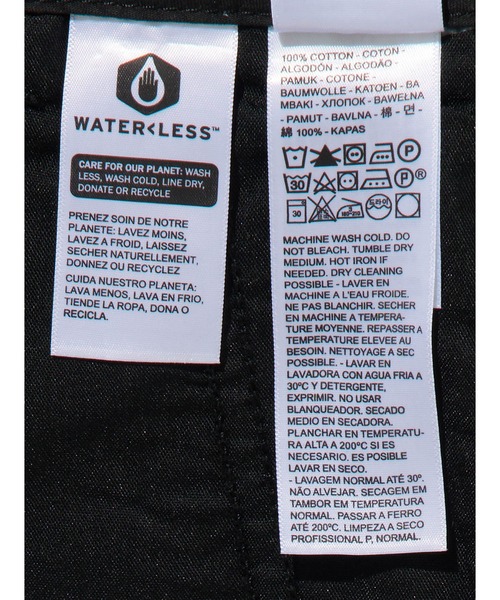 WATER<LESS™
CARE FOR OUR PLANET: WASH
LESS, WASH COLD, LINE DRY,
DONATE OR RECYCLE
PRENEZ SOIN DE NOTRE
PLANETE: LAVEZ MOINS,
LAVEZ A FROID, LAISSEZ
SECHER NATURELLEMENT,
DONNEZ OU RECYCLEZ
CUIDA NUESTRO PLANETA:
LAVA MENOS, LAVA EN FRIO,
TIENDE LA ROPA, DONA O
RECICLA.
100% COTTON - COTON -
ALGODÓN - ALGODÃO -
PAMUK - COTONE -
BAUMWOLLE - KATOEN - BA
MBAKI - ХЛОПОК - BAWEŁNA
- PAMUT - BAVLNA - 棉 - 면 -
綿 100% - KAPAS
P
30 P ®
30 드라이
MACHINE WASH COLD. DO
NOT BLEACH. TUMBLE DRY
MEDIUM. HOT IRON IF
NEEDED. DRY CLEANING
POSSIBLE - LAVER EN
MACHINE A L'EAU FROIDE.
NE PAS BLANCHIR. SECHER
EN MACHINE A TEMPERA-
TURE MOYENNE. REPASSER A
TEMPERATURE ELEVEE AU
BESOIN. NETTOYAGE A SEC
POSSIBLE. - LAVAR EN
LAVADORA CON AGUA FRIA A
30ºC Y DETERGENTE,
EXPRIMIR. NO USAR
BLANQUEADOR. SECADO
MEDIO EN SECADORA.
PLANCHAR EN TEMPERATU-
RA ALTA A 200ºC SI ES
NECESARIO. ES POSIBLE
LAVAR EN SECO.
- LAVAGEM NORMAL ATÉ 30º.
NÃO ALVEJAR. SECAGEM EM
TAMBOR EM TEMPERATURA
NORMAL. PASSAR A FERRO
ATÉ 200ºC. LIMPEZA A SECO
PROFISSIONAL P, NORMAL.